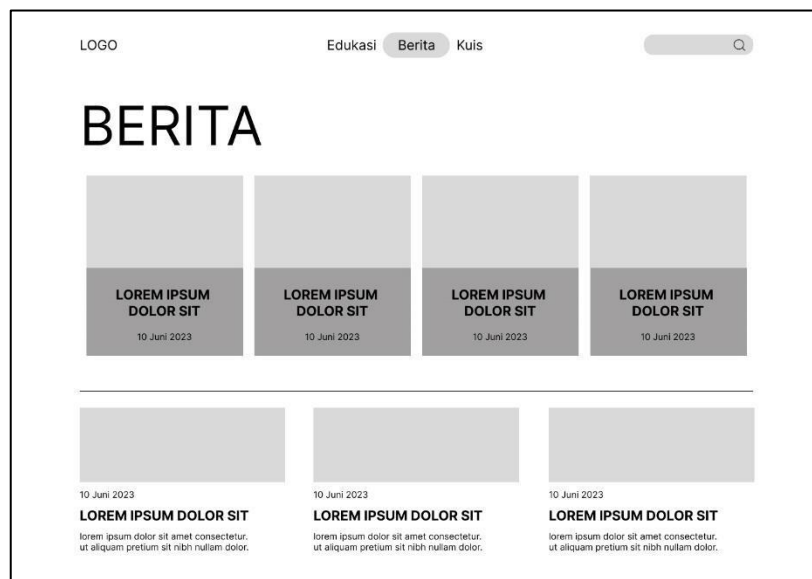 LOGO
Edukasi Berita Kuis
BERITA
LOREM IPSUM
DOLOR SIT
10 Juni 2023
LOREM IPSUM
DOLOR SIT
10 Juni 2023
LOREM IPSUM
DOLOR SIT
10 Juni 2023
LOREM IPSUM
DOLOR SIT
10 Juni 2023
10 Juni 2023
LOREM IPSUM DOLOR SIT
lorem ipsum dolor sit amet consectetur.
ut aliquam pretium sit nibh nullam dolor.
10 Juni 2023
LOREM IPSUM DOLOR SIT
lorem ipsum dolor sit amet consectetur.
ut aliquam pretium sit nibh nullam dolor.
10 Juni 2023
LOREM IPSUM DOLOR SIT
lorem ipsum dolor sit amet consectetur.
ut aliquam pretium sit nibh nullam dolor.